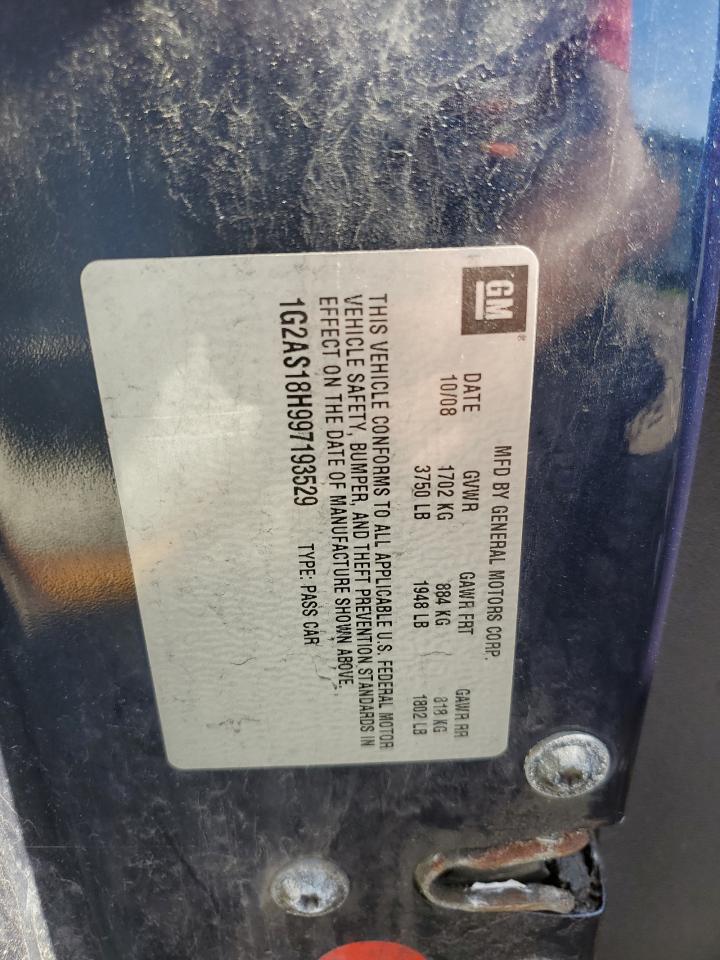 GM
®
MFD BY GENERAL MOTORS CORP.
DATE GVWR GAWR FRT GAWR RR
10/08 1702 KG 884 KG 818 KG
3750 LB 1948 LB 1802 LB
THIS VEHICLE CONFORMS TO ALL APPLICABLE U.S. FEDERAL MOTOR
VEHICLE SAFETY, BUMPER, AND THEFT PREVENTION STANDARDS IN
EFFECT ON THE DATE OF MANUFACTURE SHOWN ABOVE.
1G2AS18H997193529 TYPE: PASS CAR